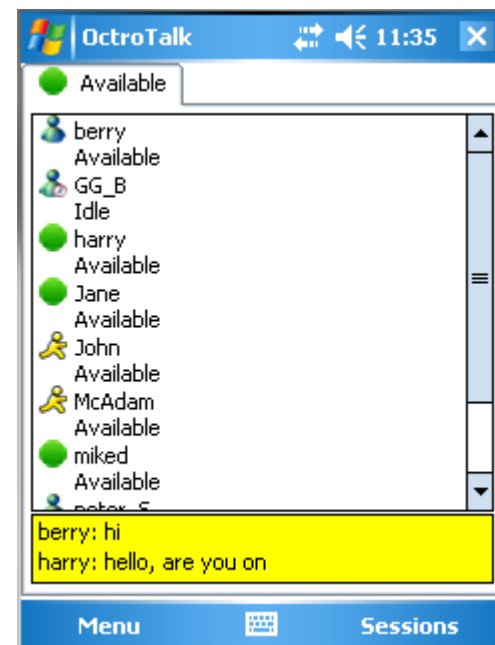 OctroTalk 11:35
Available
berry
Available
GG_B
Idle
harry
Available
Jane
Available
John
Available
McAdam
Available
miked
Available
berry: hi
harry: hello, are you on
Menu Sessions